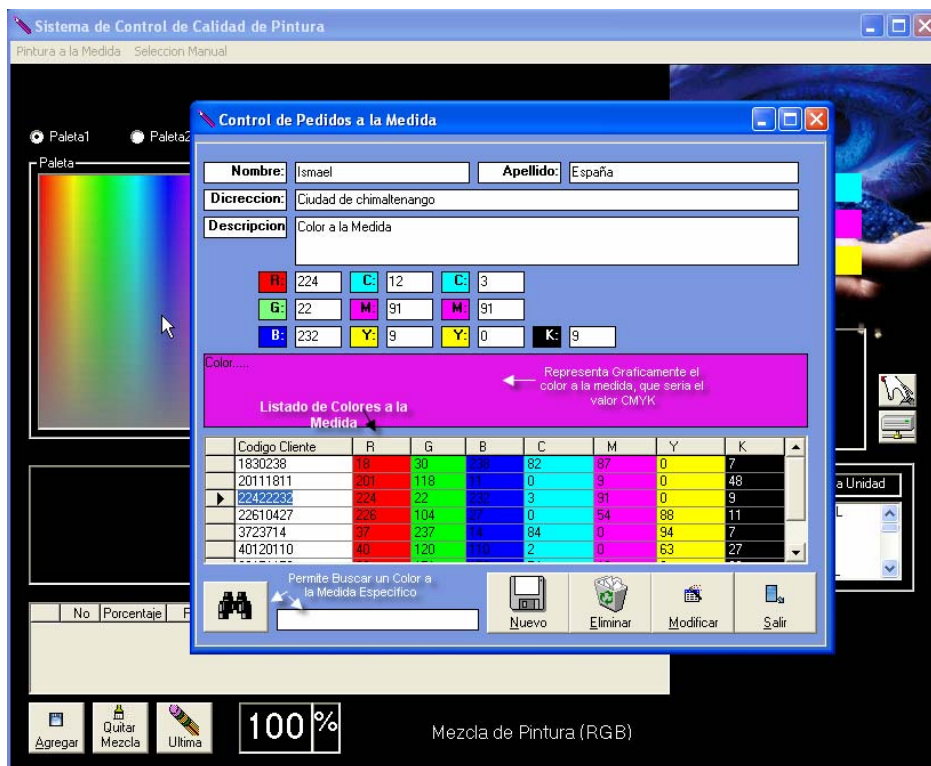 Sistema de Control de Calidad de Pintura
Pintura a la Medida Seleccion Manual
Paleta1 Paleta2
Paleta
Control de Pedidos a la Medida
Nombre: Ismael Apellido: España
Dicreccion: Ciudad de chimaltenango
Descripcion Color a la Medida
R: 224 C: 12 C: 3
G: 22 M: 91 M: 91
B: 232 Y: 9 Y: 0 K: 9
Color.....
Representa Graficamente el
color a la medida, que seria el
valor CMYK
Listado de Colores a la
Medida
Codigo Cliente R G B C M Y K
1830238 18 30 238 82 87 0 7
20111811 201 118 11 0 9 0 48
22422232 224 22 232 3 91 0 9
22610427 226 104 27 0 54 88 11
3723714 37 237 14 84 0 94 7
40120110 40 120 110 2 0 63 27
a Unidad
L
Permite Buscar un Color a
la Medida Especifico
Nuevo Eliminar Modificar Salir
No Porcentaje F
Agregar Quitar Mezcla Ultima
100 %
Mezcla de Pintura (RGB)